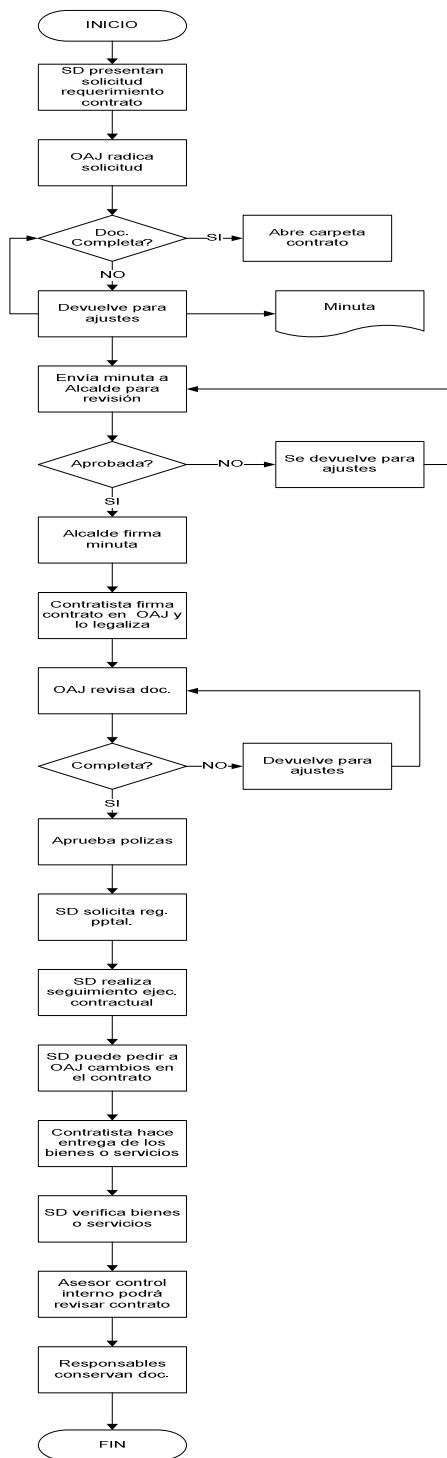 INICIO
SD presentan
solicitud
requerimiento
contrato
OAJ radica
solicitud
Doc.
Completa?
SI
Abre carpeta
contrato
NO
Devuelve para
ajustes
Minuta
Envía minuta a
Alcalde para
revisión
Aprobada?
NO
Se devuelve para
ajustes
SI
Alcalde firma
minuta
Contratista firma
contrato en OAJ y
lo legaliza
OAJ revisa doc.
Completa?
NO
Devuelve para
ajustes
SI
Aprueba polizas
SD solicita reg.
pptal.
SD realiza
seguimiento ejec.
contractual
SD puede pedir a
OAJ cambios en
el contrato
Contratista hace
entrega de los
bienes o servicios
SD verifica bienes
o servicios
Asesor control
interno podrá
revisar contrato
Responsables
conservan doc.
FIN